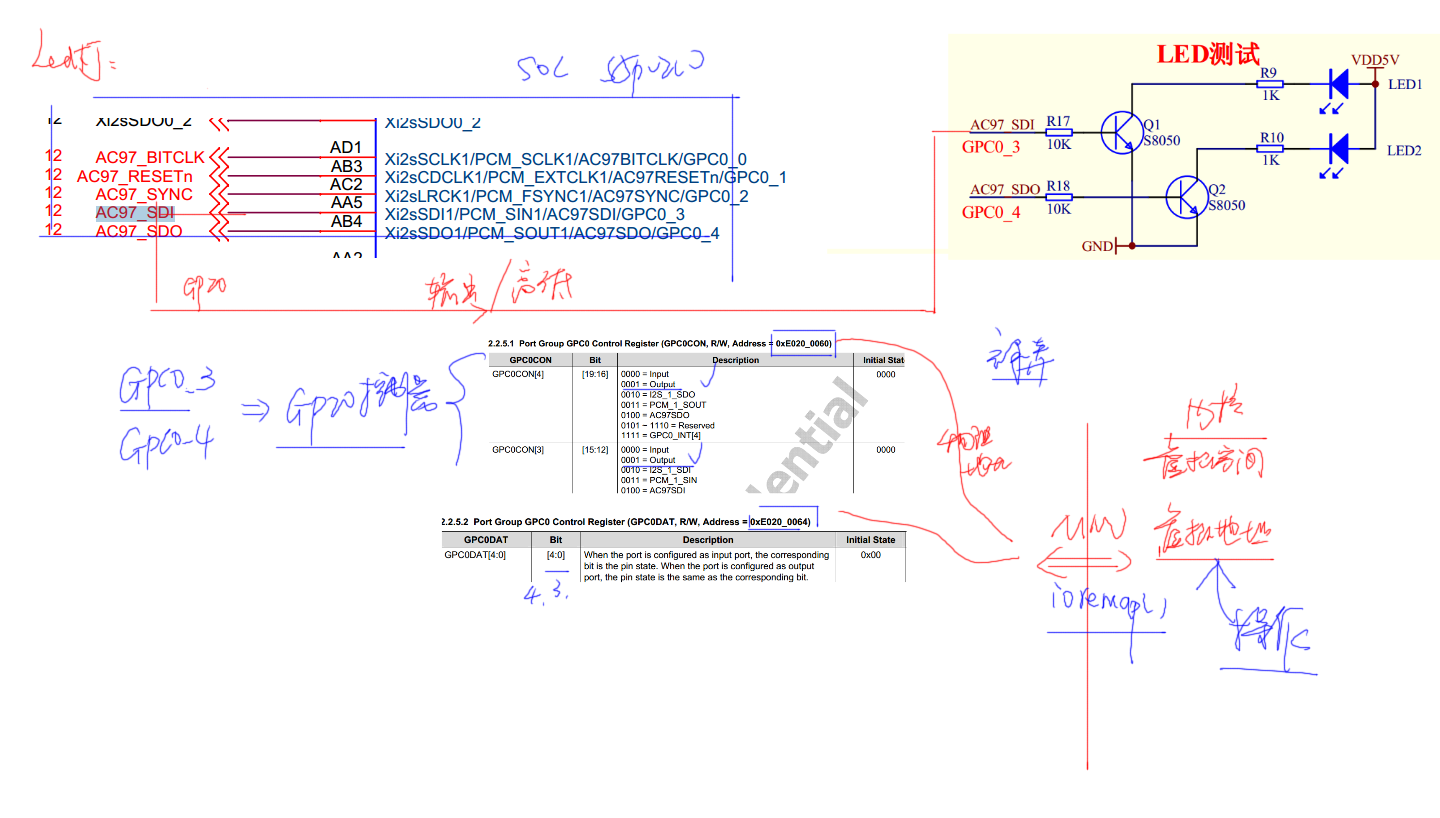 Led灯:
SOC S5pv210
12 Xi2sSDO0_2 Xi2sSDO0_2
12 AC97_BITCLK AD1 Xi2sSCLK1/PCM_SCLK1/AC97BITCLK/GPC0_0
12 AC97_RESETn AB3 Xi2sCDCLK1/PCM_EXTCLK1/AC97RESETn/GPC0_1
12 AC97_SYNC AC2 Xi2sLRCK1/PCM_FSYNC1/AC97SYNC/GPC0_2
12 AC97_SDI AA5 Xi2sSDI1/PCM_SIN1/AC97SDI/GPC0_3
12 AC97_SDO AB4 Xi2sSDO1/PCM_SOUT1/AC97SDO/GPC0_4
AA2
LED测试
VDD5V
R9
1K
LED1
AC97_SDI
GPC0_3
R17
10K
Q1
S8050
R10
1K
LED2
AC97_SDO
GPC0_4
R18
10K
Q2
S8050
GND
GPIO
输出/高低
GPC0_3
GPC0_4
⇒ GPIO控制器
2.2.5.1 Port Group GPC0 Control Register (GPC0CON, R/W, Address = 0xE020_0060)
GPC0CON Bit Description Initial Stat
GPC0CON[4] [19:16] 0000 = Input 0000
0001 = Output
0010 = I2S_1_SDO
0011 = PCM_1_SOUT
0100 = AC97SDO
0101 ~ 1110 = Reserved
1111 = GPC0_INT[4]
GPC0CON[3] [15:12] 0000 = Input 0000
0001 = Output
0010 = I2S_1_SDI
0011 = PCM_1_SIN
0100 = AC97SDI
dential
2.2.5.2 Port Group GPC0 Control Register (GPC0DAT, R/W, Address = 0xE020_0064)
GPC0DAT Bit Description Initial State
GPC0DAT[4:0] [4:0] When the port is configured as input port, the corresponding 0x00
bit is the pin state. When the port is configured as output
port, the pin state is the same as the corresponding bit.
4.3.
物理
地址
内核
虚拟空间
虚拟地址
ioremap()
操作